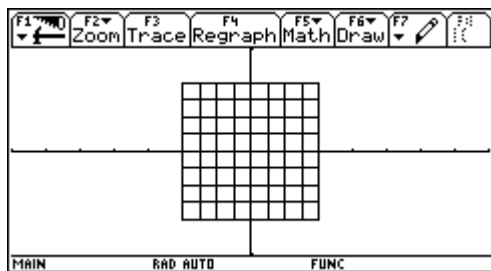 F1 F2 F3 F4 F5 F6 F7
Zoom Trace Regraph Math Draw
MAIN RAD AUTO FUNC